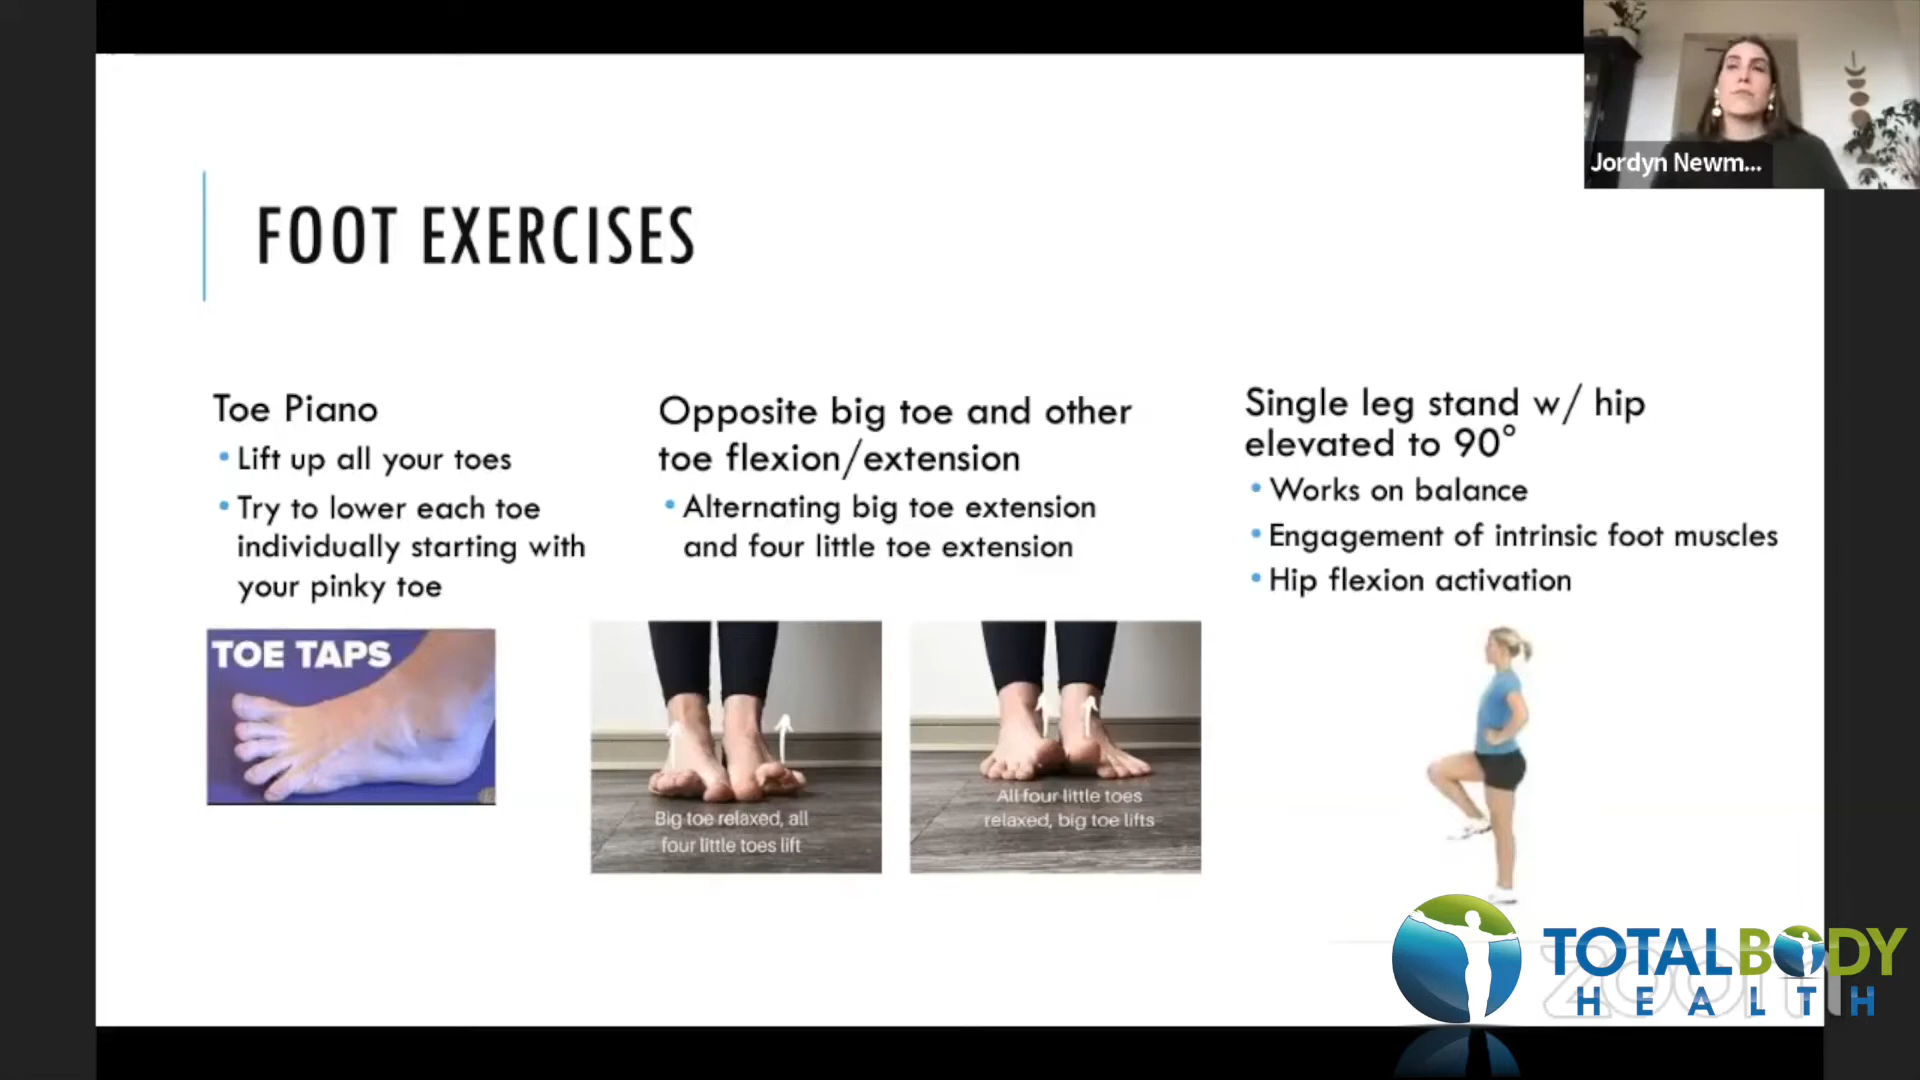 Jordyn Newm...
FOOT EXERCISES
Toe Piano
• Lift up all your toes
• Try to lower each toe
individually starting with
your pinky toe
TOE TAPS
Opposite big toe and other
toe flexion/extension
• Alternating big toe extension
and four little toe extension
Big toe relaxed, all
four little toes lift
All four little toes
relaxed, big toe lifts
Single leg stand w/ hip
elevated to 90°
• Works on balance
• Engagement of intrinsic foot muscles
• Hip flexion activation
TOTALBODY
HEALTH
zoom